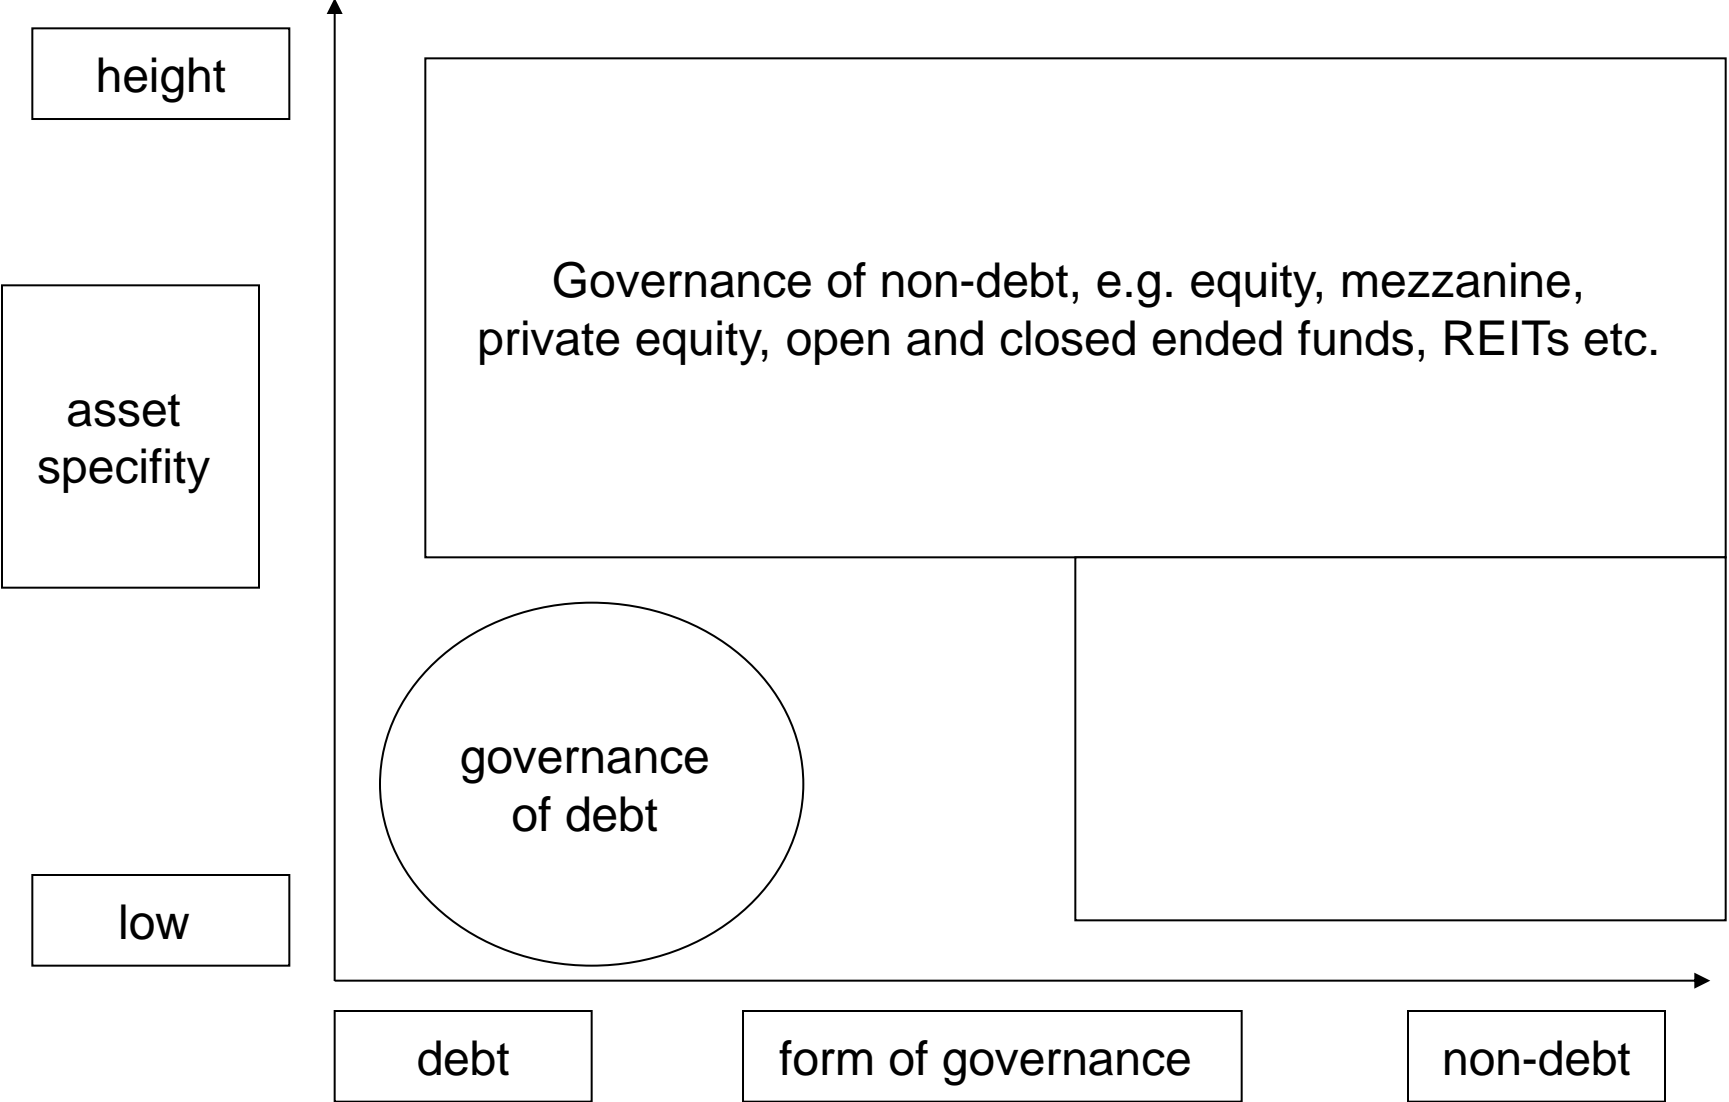 height
Governance of non-debt, e.g. equity, mezzanine,
private equity, open and closed ended funds, REITs etc.
asset
specifity
governance
of debt
low
debt
form of governance
non-debt